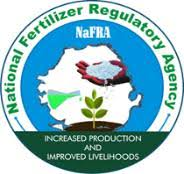 National Fertilizer Regulatory Agency
NaFRA
INCREASED PRODUCTION
AND
IMPROVED LIVELIHOODS